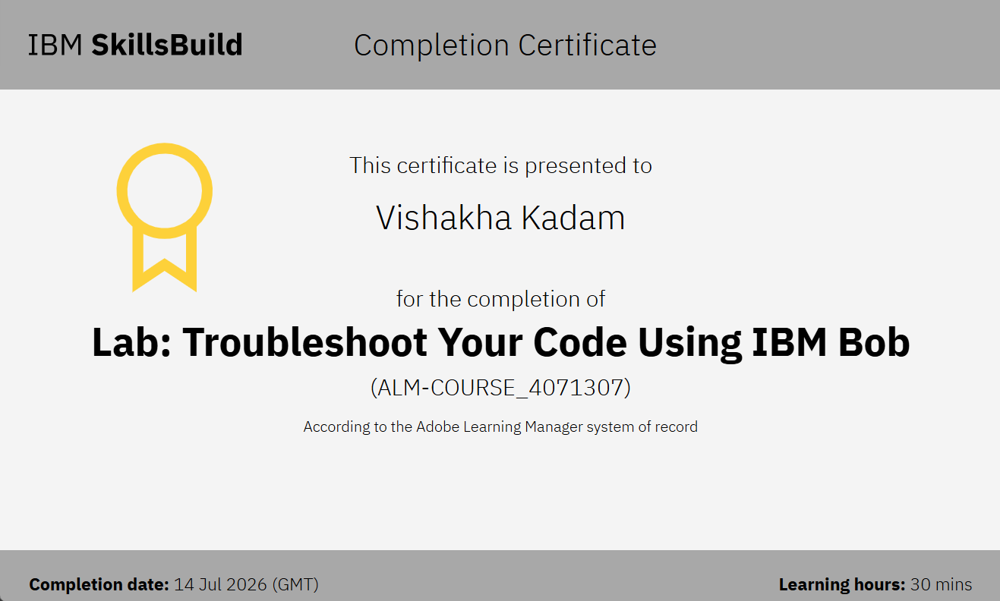 IBM SkillsBuild
Completion Certificate
This certificate is presented to
Vishakha Kadam
for the completion of
Lab: Troubleshoot Your Code Using IBM Bob
(ALM-COURSE_4071307)
According to the Adobe Learning Manager system of record
Completion date: 14 Jul 2026 (GMT)
Learning hours: 30 mins